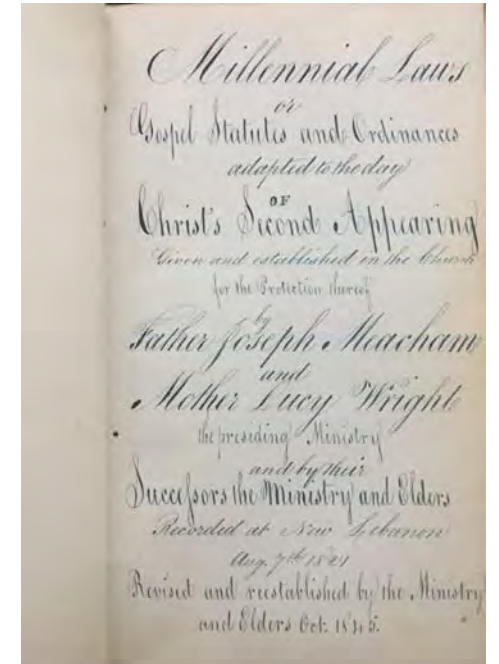 Millennial Laws
or
Gospel Statutes and Ordinances
adapted to the day
OF
Christ's Second Appearing
Given and established in the Church
for the Protection thereof
by
Father Joseph Meacham
and
Mother Lucy Wright
the presiding Ministry
and by their
Successors the Ministry and Elders
Recorded at New Lebanon
Aug. 7th 1821
Revised and reestablished by the Ministry
and Elders Oct. 1845.